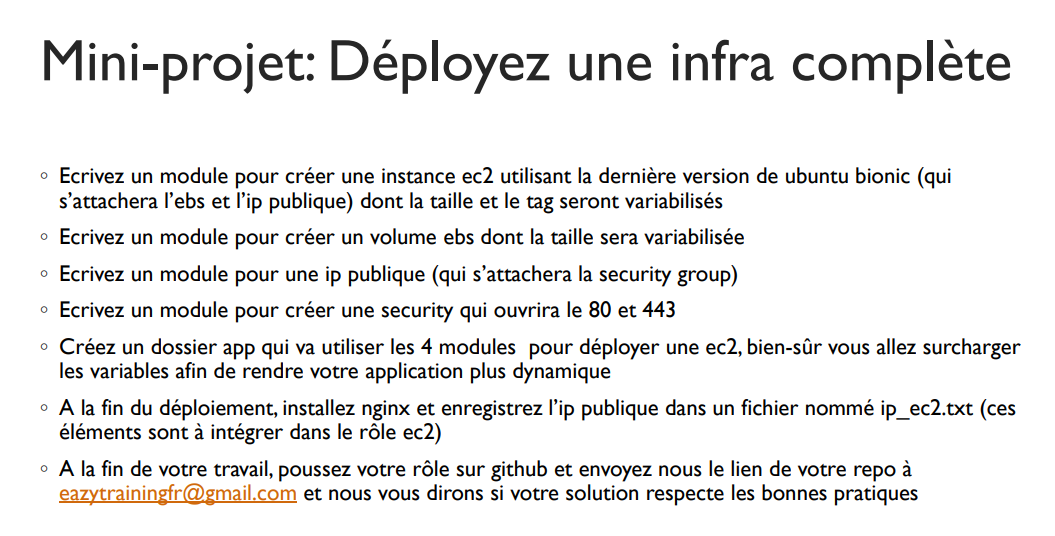 Mini-projet: Déployez une infra complète
◦ Ecrivez un module pour créer une instance ec2 utilisant la dernière version de ubuntu bionic (qui
s’attachera l’ebs et l’ip publique) dont la taille et le tag seront variabilisés
◦ Ecrivez un module pour créer un volume ebs dont la taille sera variabilisée
◦ Ecrivez un module pour une ip publique (qui s’attachera la security group)
◦ Ecrivez un module pour créer une security qui ouvrira le 80 et 443
◦ Créez un dossier app qui va utiliser les 4 modules pour déployer une ec2, bien-sûr vous allez surcharger
les variables afin de rendre votre application plus dynamique
◦ A la fin du déploiement, installez nginx et enregistrez l’ip publique dans un fichier nommé ip_ec2.txt (ces
éléments sont à intégrer dans le rôle ec2)
◦ A la fin de votre travail, poussez votre rôle sur github et envoyez nous le lien de votre repo à
eazytrainingfr@gmail.com et nous vous dirons si votre solution respecte les bonnes pratiques